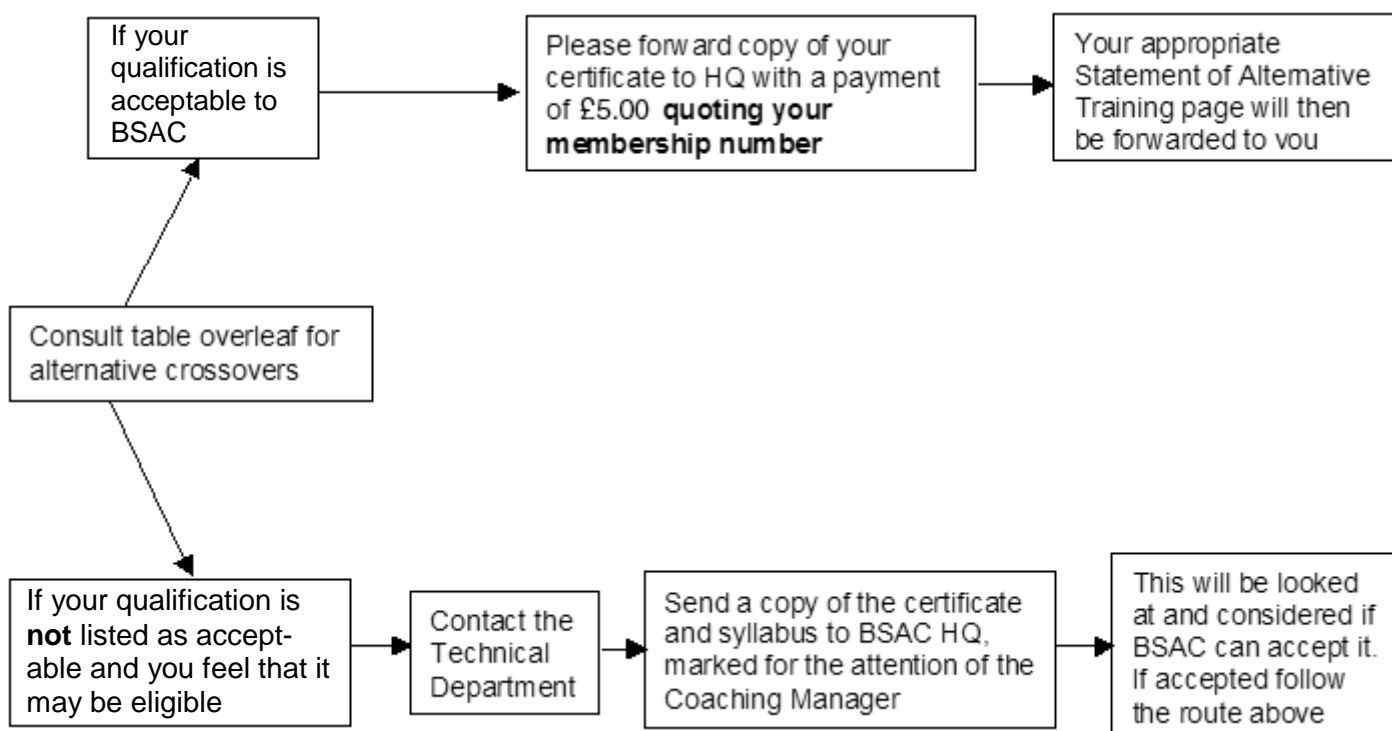 If your
qualification is
acceptable to
BSAC
Please forward copy of your
certificate to HQ with a payment
of £5.00 quoting your
membership number
Your appropriate
Statement of Alternative
Training page will then
be forwarded to you
Consult table overleaf for
alternative crossovers
If your qualification is
not listed as accept-
able and you feel that it
may be eligible
Contact the
Technical
Department
Send a copy of the certificate
and syllabus to BSAC HQ,
marked for the attention of the
Coaching Manager
This will be looked
at and considered if
BSAC can accept it.
If accepted follow
the route above